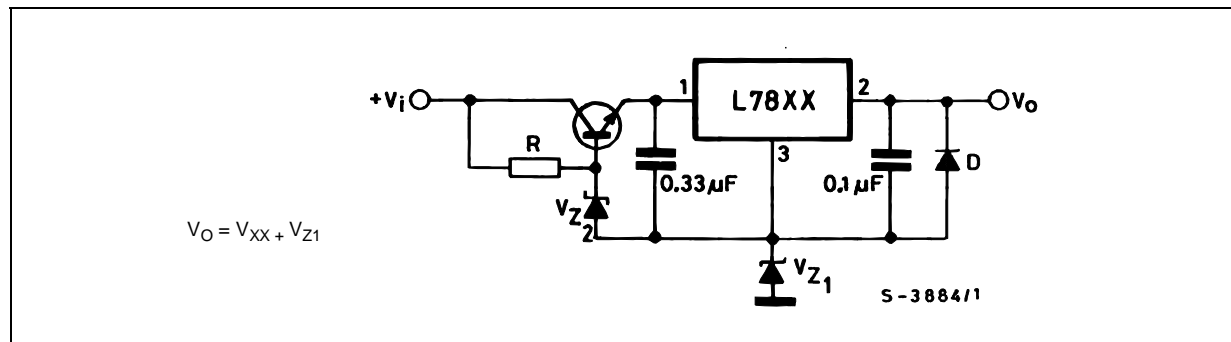 +Vi
R
VZ2
1
L78XX
2
3
0.33µF
0.1µF
D
Vo
VO = VXX + VZ1
VZ1
S-3884/1